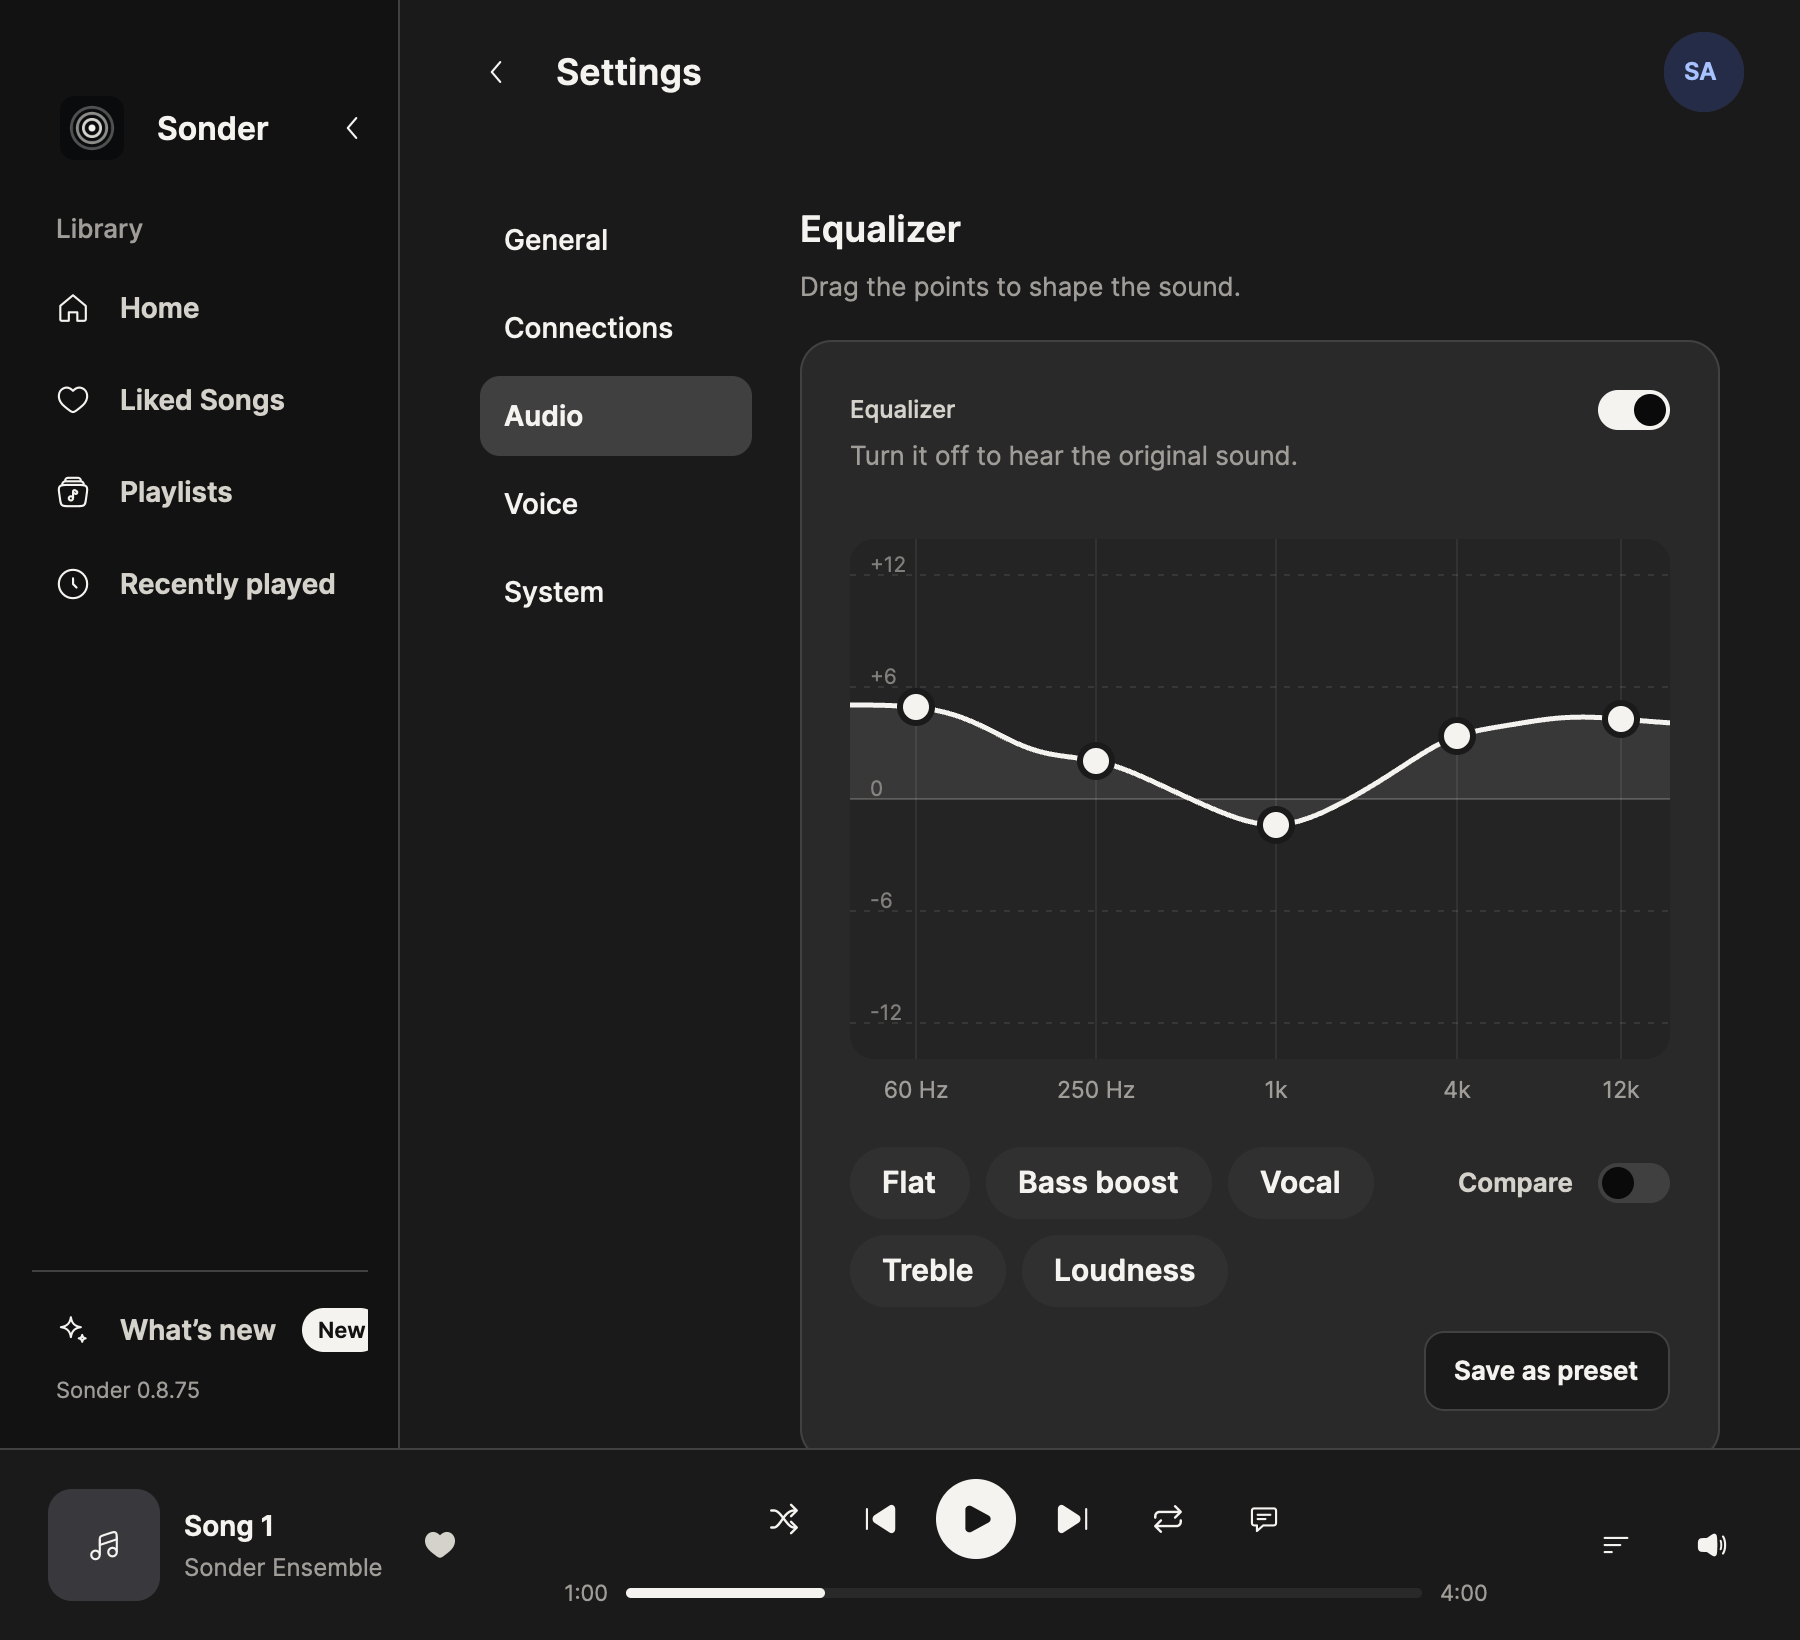 Settings
SA
Sonder
Library
Home
Liked Songs
Playlists
Recently played
What’s new
New
Sonder 0.8.75
General
Connections
Audio
Voice
System
Equalizer
Drag the points to shape the sound.
Equalizer
Turn it off to hear the original sound.
+12
+6
0
-6
-12
60 Hz 250 Hz 1k 4k 12k
Flat Bass boost Vocal Compare
Treble Loudness
Save as preset
Song 1
Sonder Ensemble
1:00 4:00